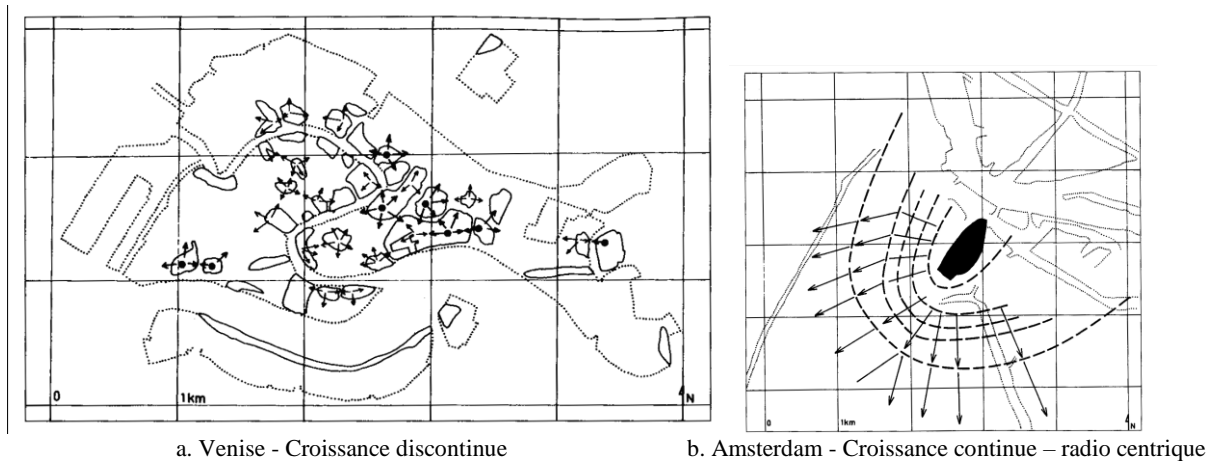 0 1km N
0 1km N
a. Venise - Croissance discontinue
b. Amsterdam - Croissance continue – radio centrique